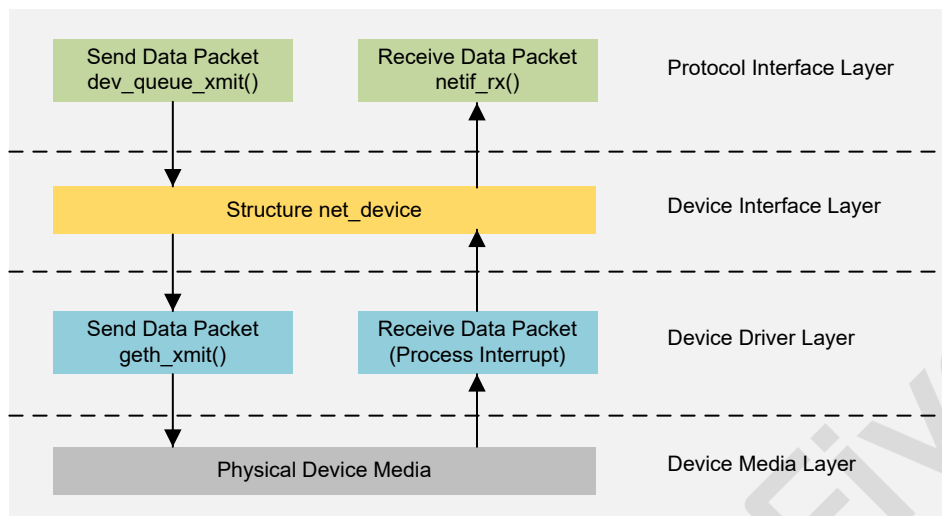 Send Data Packet
dev_queue_xmit()
Receive Data Packet
netif_rx()
Protocol Interface Layer
Structure net_device
Device Interface Layer
Send Data Packet
geth_xmit()
Receive Data Packet
(Process Interrupt)
Device Driver Layer
Physical Device Media
Device Media Layer